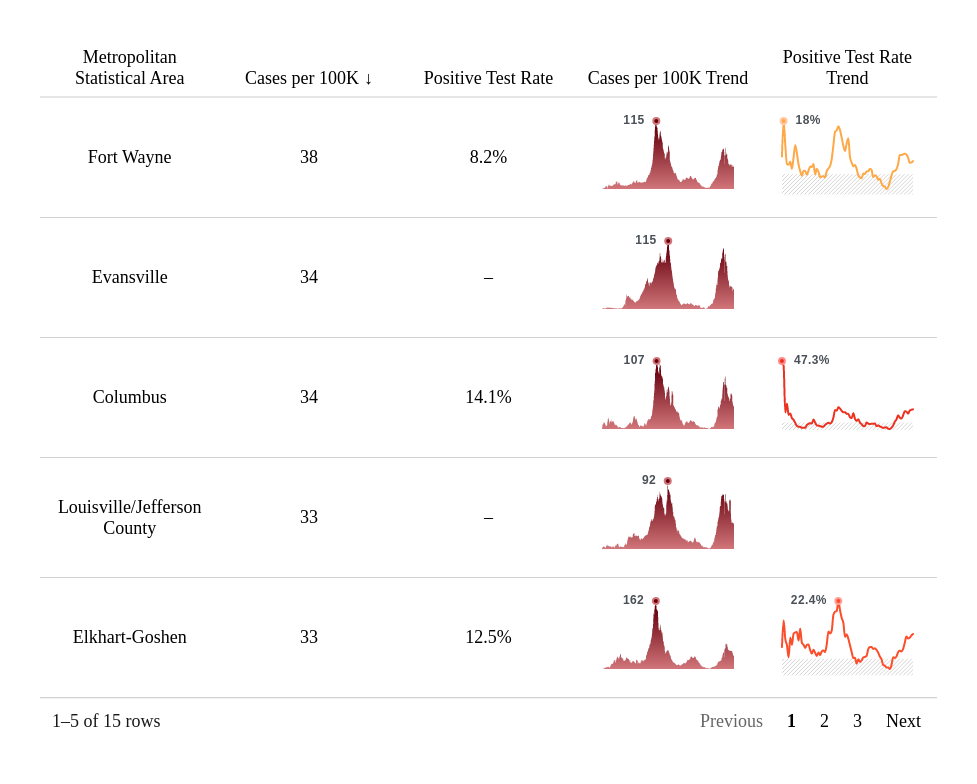 Metropolitan
Statistical Area
Cases per 100K ↓
Positive Test Rate
Cases per 100K Trend
Positive Test Rate
Trend
Fort Wayne
38
8.2%
115
18%
Evansville
34
–
115
Columbus
34
14.1%
107
47.3%
Louisville/Jefferson
County
33
–
92
Elkhart-Goshen
33
12.5%
162
22.4%
1–5 of 15 rows
Previous 1 2 3 Next